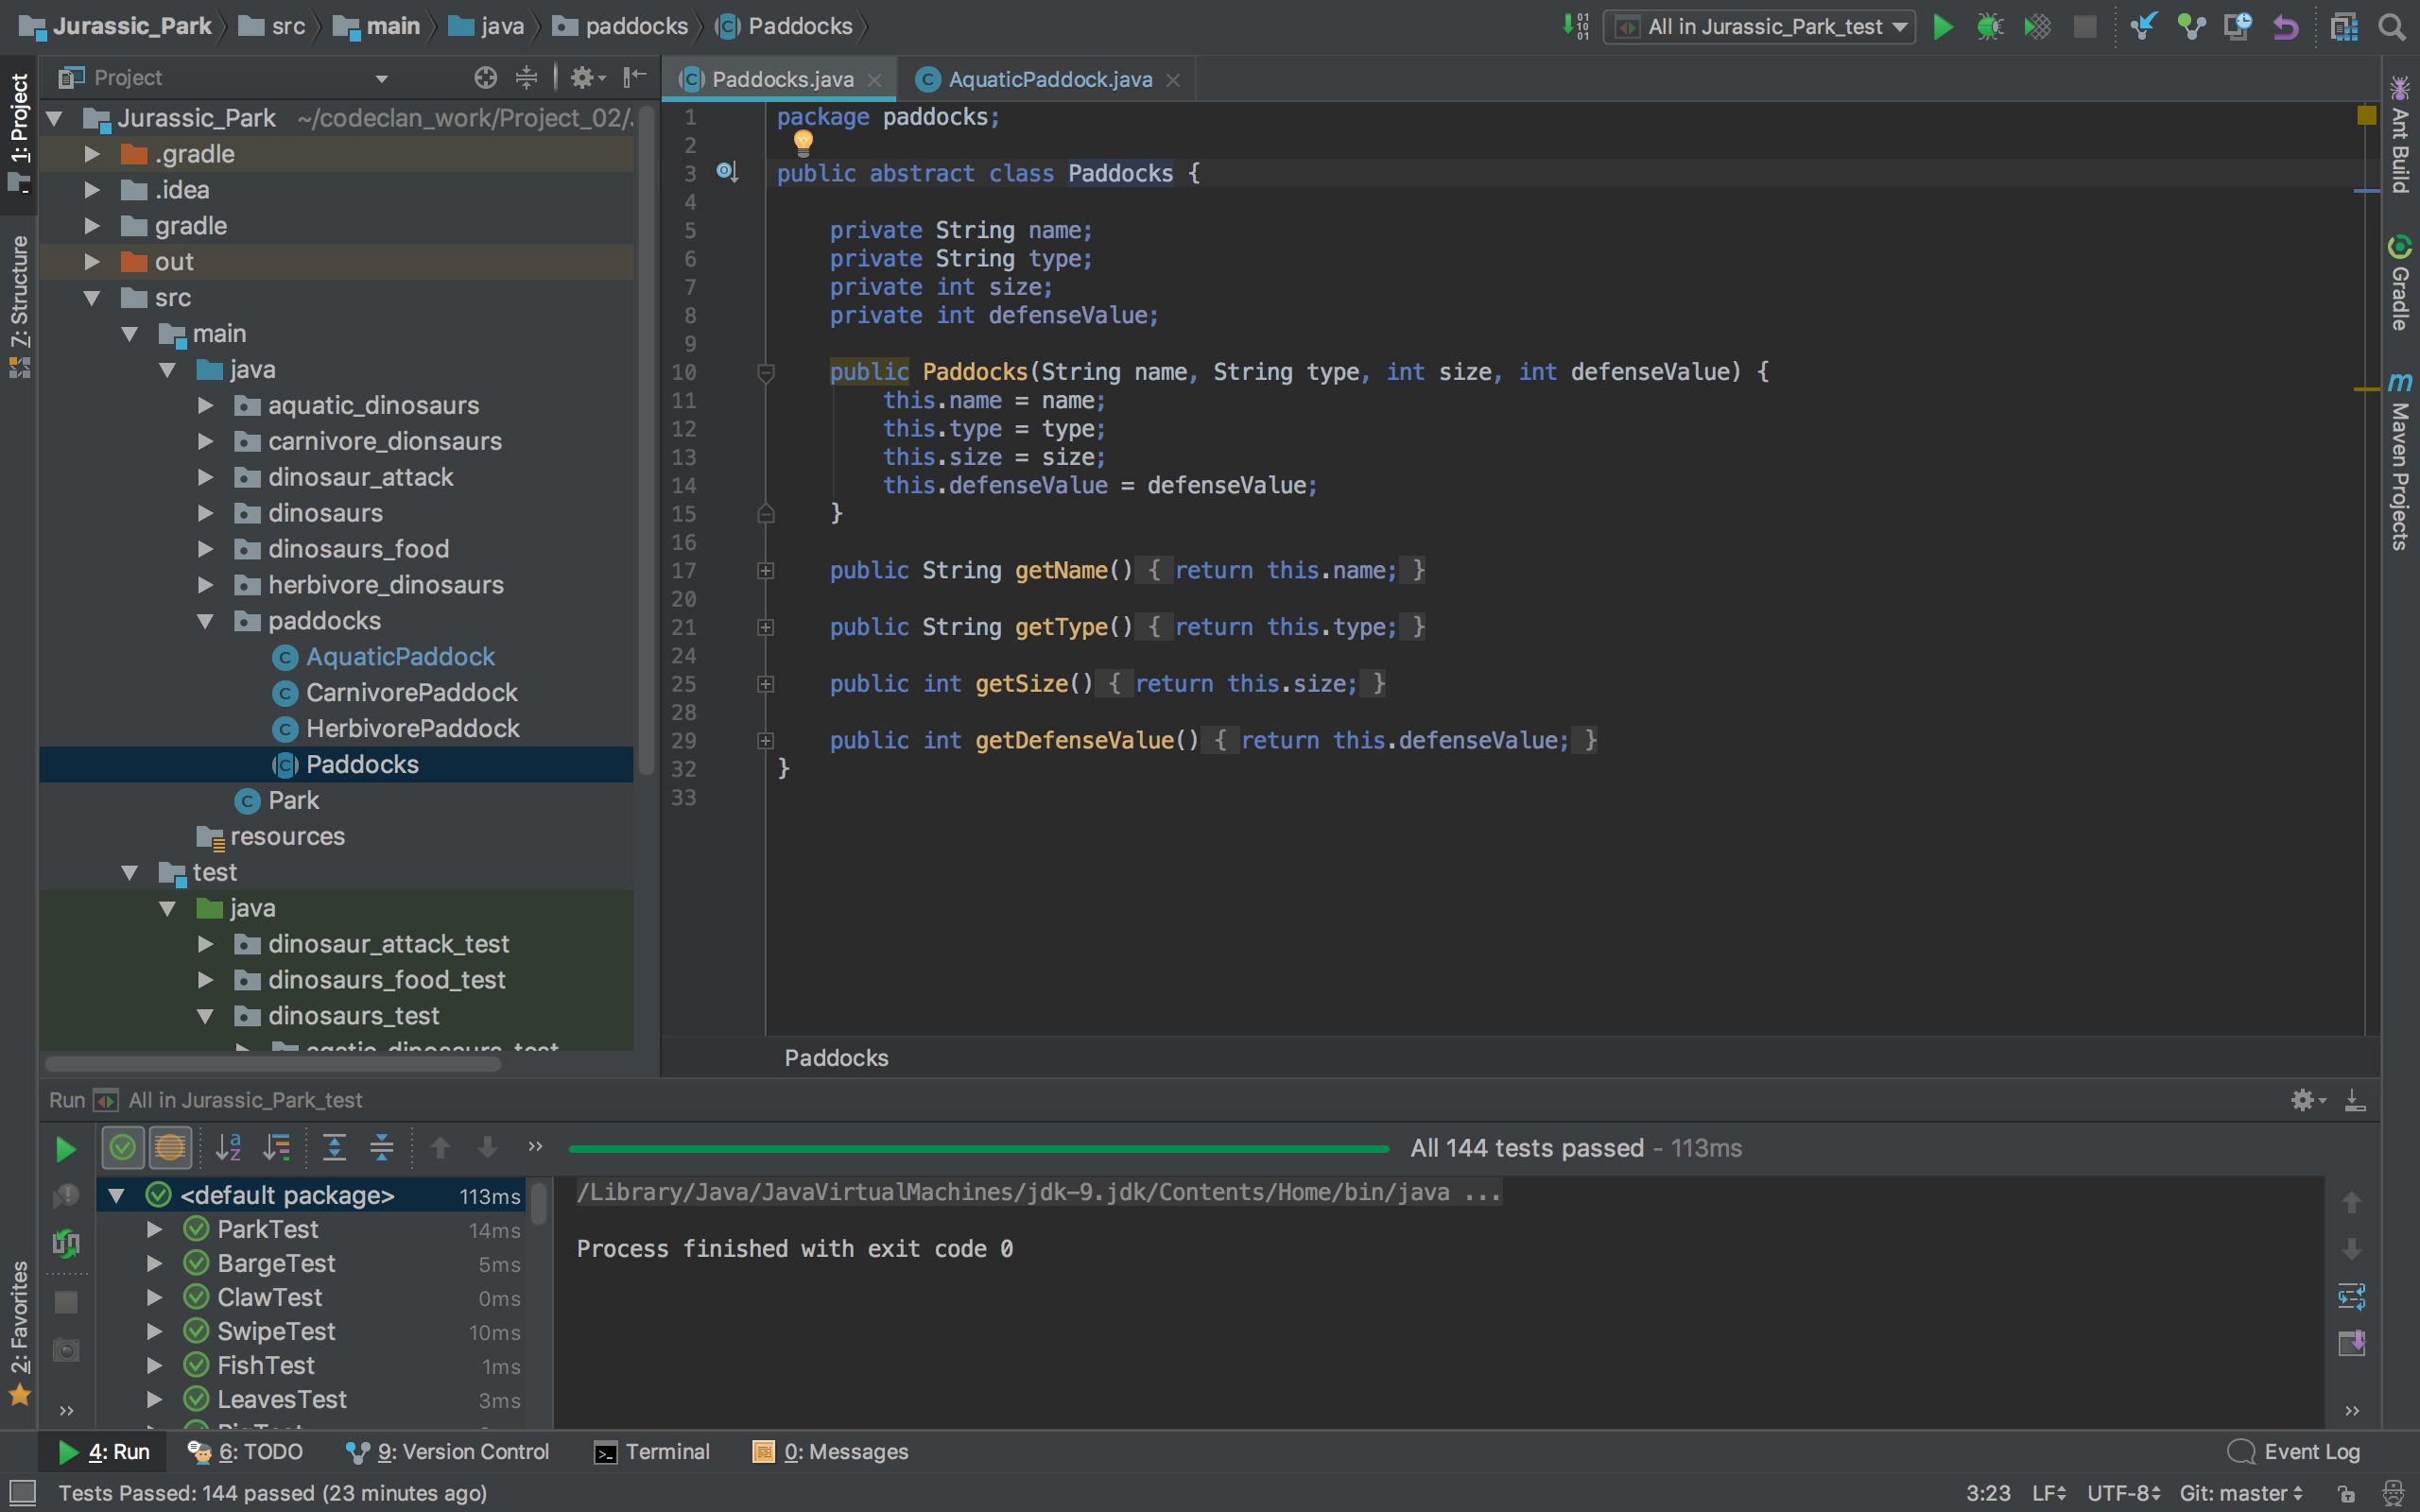 Jurassic_Park src main java paddocks Paddocks
All in Jurassic_Park_test
Project
1: Project
7: Structure
2: Favorites
Jurassic_Park ~/codeclan_work/Project_02/
.gradle
.idea
gradle
out
src
main
java
aquatic_dinosaurs
carnivore_dionsaurs
dinosaur_attack
dinosaurs
dinosaurs_food
herbivore_dinosaurs
paddocks
AquaticPaddock
CarnivorePaddock
HerbivorePaddock
Paddocks
Park
resources
test
java
dinosaur_attack_test
dinosaurs_food_test
dinosaurs_test
Paddocks.java AquaticPaddock.java
1 package paddocks;
2
3 public abstract class Paddocks {
4
5 private String name;
6 private String type;
7 private int size;
8 private int defenseValue;
9
10 public Paddocks(String name, String type, int size, int defenseValue) {
11 this.name = name;
12 this.type = type;
13 this.size = size;
14 this.defenseValue = defenseValue;
15 }
16
17 public String getName() { return this.name; }
20
21 public String getType() { return this.type; }
24
25 public int getSize() { return this.size; }
28
29 public int getDefenseValue() { return this.defenseValue; }
32 }
33
Paddocks
Ant Build
Gradle
Maven Projects
Run All in Jurassic_Park_test
All 144 tests passed - 113ms
<default package> 113ms
ParkTest 14ms
BargeTest 5ms
ClawTest 0ms
SwipeTest 10ms
FishTest 1ms
LeavesTest 3ms
/Library/Java/JavaVirtualMachines/jdk-9.jdk/Contents/Home/bin/java ...
Process finished with exit code 0
4: Run 6: TODO 9: Version Control Terminal 0: Messages Event Log
Tests Passed: 144 passed (23 minutes ago) 3:23 LF UTF-8 Git: master